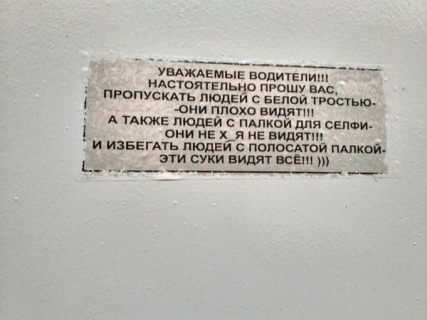 УВАЖАЕМЫЕ ВОДИТЕЛИ!!!
НАСТОЯТЕЛЬНО ПРОШУ ВАС,
ПРОПУСКАТЬ ЛЮДЕЙ С БЕЛОЙ ТРОСТЬЮ-
-ОНИ ПЛОХО ВИДЯТ!!!
А ТАКЖЕ ЛЮДЕЙ С ПАЛКОЙ ДЛЯ СЕЛФИ-
ОНИ НЕ Х_Я НЕ ВИДЯТ!!!
И ИЗБЕГАТЬ ЛЮДЕЙ С ПОЛОСАТОЙ ПАЛКОЙ-
ЭТИ СУКИ ВИДЯТ ВСЁ!!! )))